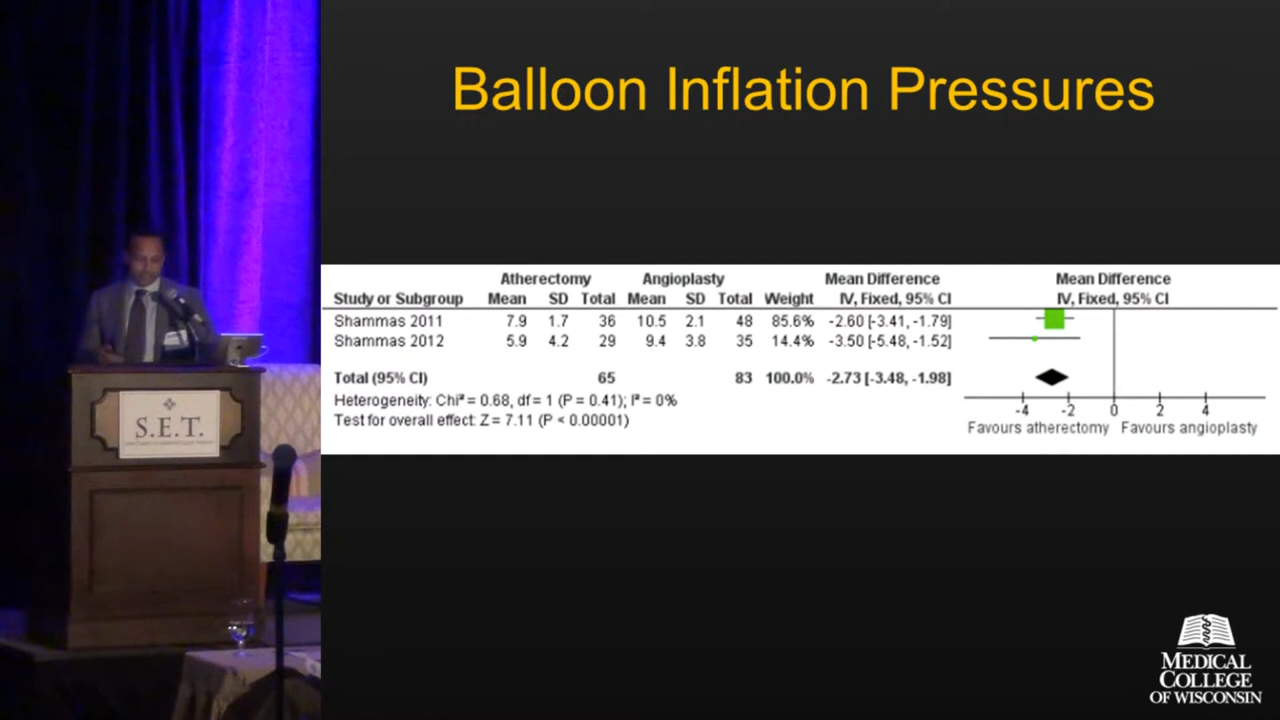 Balloon Inflation Pressures
Atherectomy Angioplasty Mean Difference Mean Difference
Study or Subgroup Mean SD Total Mean SD Total Weight IV, Fixed, 95% CI IV, Fixed, 95% CI
Shammas 2011 7.9 1.7 36 10.5 2.1 48 85.6% -2.60 [-3.41, -1.79]
Shammas 2012 5.9 4.2 29 9.4 3.8 35 14.4% -3.50 [-5.48, -1.52]
Total (95% CI) 65 83 100.0% -2.73 [-3.48, -1.98]
Heterogeneity: Chi² = 0.68, df = 1 (P = 0.41); I² = 0%
Test for overall effect: Z = 7.11 (P < 0.00001)
-4 -2 0 2 4
Favours atherectomy Favours angioplasty
S.E.T.
MEDICAL
COLLEGE
OF WISCONSIN